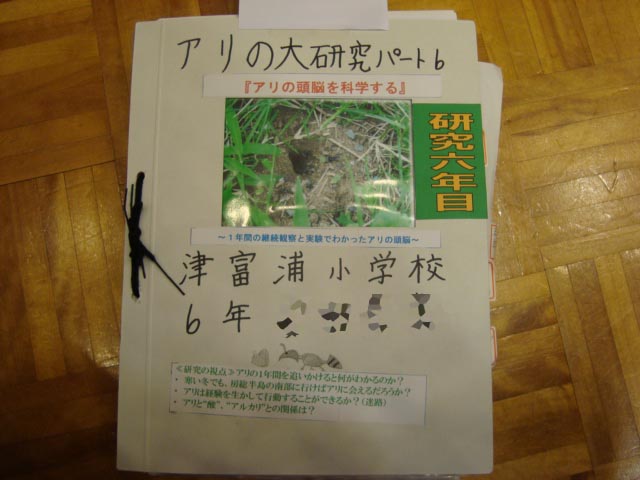 アリの大研究パート6
『アリの頭脳を科学する』
研究六年目
～1年間の継続観察と実験でわかったアリの頭脳～
津富浦小学校
6年
≪研究の視点≫アリの1年間を追いかけると何がわかるのか?
・ 寒い冬でも、房総半島の南部に行けばアリに会えるだろうか?
・ アリは経験を生かして行動することができるか?(迷路)
・ アリと“酸”、“アルカリ”との関係は?